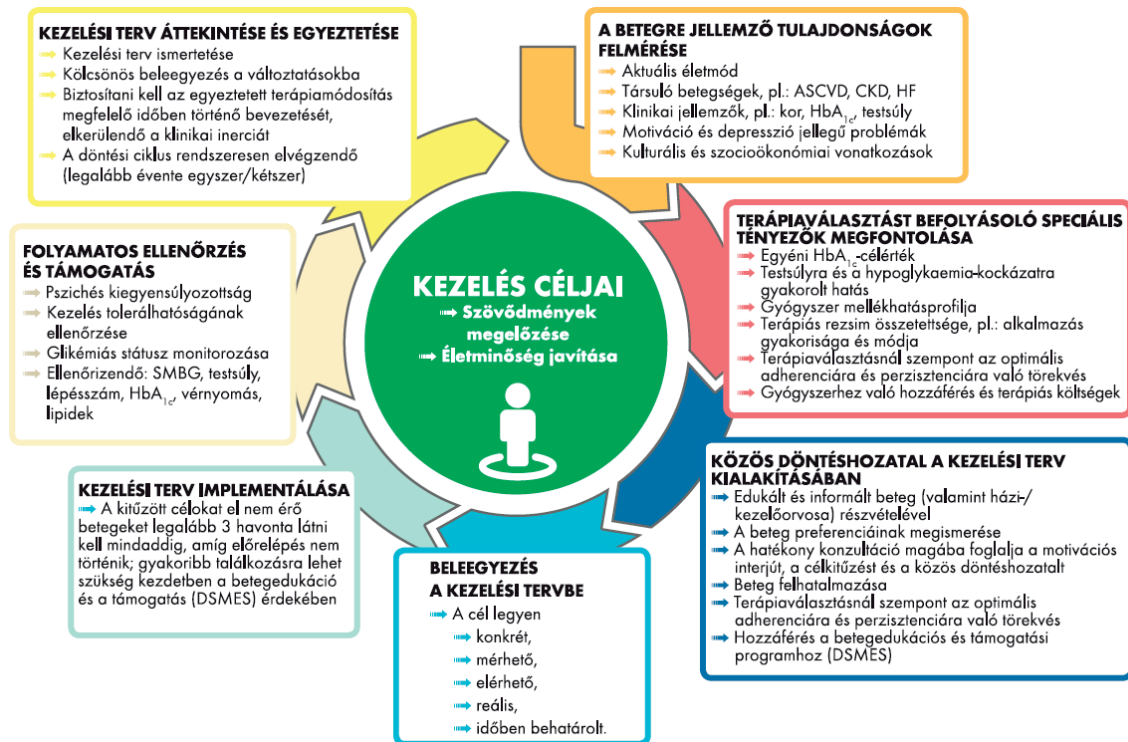 KEZELÉSI TERV ÁTTEKINTÉSE ÉS EGYEZTETÉSE
Kezelési terv ismertetése
Kölcsönös beleegyezés a változtatásokba
Biztosítani kell az egyeztetett terápiamódosítás
megfelelő időben történő bevezetését,
elkerülendő a klinikai inerciát
A döntési ciklus rendszeresen elvégzendő
(legalább évente egyszer/kétszer)
A BETEGRE JELLEMZŐ TULAJDONSÁGOK
FELMÉRÉSE
Aktuális életmód
Társuló betegségek, pl.: ASCVD, CKD, HF
Klinikai jellemzők, pl.: kor, HbA1c, testsúly
Motiváció és depresszió jellegű problémák
Kulturális és szocioökonómiai vonatkozások
TERÁPIAVÁLASZTÁST BEFOLYÁSOLÓ SPECIÁLIS
TÉNYEZŐK MEGFONTOLÁSA
Egyéni HbA1c-célérték
Testsúlyra és a hypoglykaemia-kockázatra
gyakorolt hatás
Gyógyszer mellékhatásprofilja
Terápiás rezsim összetettsége, pl.: alkalmazás
gyakorisága és módja
Terápiaválasztásnál szempont az optimális
adherenciára és perzisztenciára való törekvés
Gyógyszerhez való hozzáférés és terápiás költségek
KÖZÖS DÖNTÉSHOZATAL A KEZELÉSI TERV
KIALAKÍTÁSÁBAN
Edukált és informált beteg (valamint házi-/
kezelőorvosa) részvételével
A beteg preferenciáinak megismerése
A hatékony konzultáció magába foglalja a motivációs
interjút, a célkitűzést és a közös döntéshozatalt
Beteg felhatalmazása
Terápiaválasztásnál szempont az optimális
adherenciára és perzisztenciára való törekvés
Hozzáférés a betegedukációs és támogatási
programhoz (DSMES)
BELEEGYEZÉS
A KEZELÉSI TERVBE
A cél legyen
konkrét,
mérhető,
elérhető,
reális,
időben behatárolt.
KEZELÉSI TERV IMPLEMENTÁLÁSA
A kitűzött célokat el nem érő
betegeket legalább 3 havonta látni
kell mindaddig, amíg előrelépés nem
történik; gyakoribb találkozásra lehet
szükség kezdetben a betegedukáció
és a támogatás (DSMES) érdekében
FOLYAMATOS ELLENŐRZÉS
ÉS TÁMOGATÁS
Pszichés kiegyensúlyozottság
Kezelés tolerálhatóságának
ellenőrzése
Glikémiás státusz monitorozása
Ellenőrizendő: SMBG, testsúly,
lépésszám, HbA1c, vérnyomás,
lipidek
KEZELÉS CÉLJAI
Szövődmények
megelőzése
Életminőség javítása